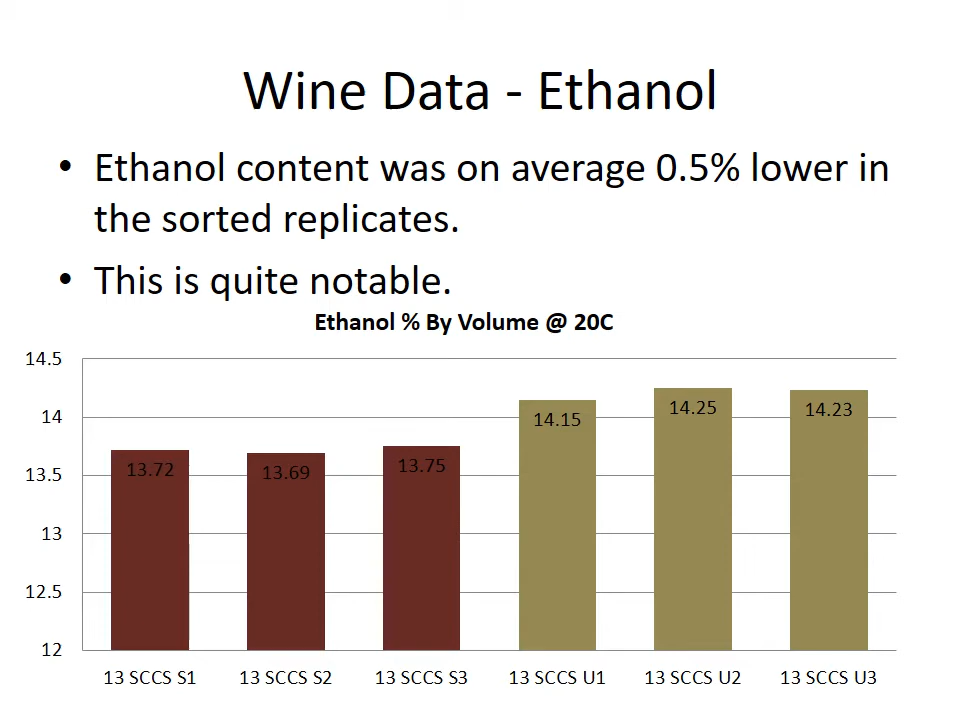 Wine Data - Ethanol
• Ethanol content was on average 0.5% lower in
the sorted replicates.
• This is quite notable.
Ethanol % By Volume @ 20C
14.5
14
13.5
13
12.5
12
13.72
13.69
13.75
14.15
14.25
14.23
13 SCCS S1
13 SCCS S2
13 SCCS S3
13 SCCS U1
13 SCCS U2
13 SCCS U3